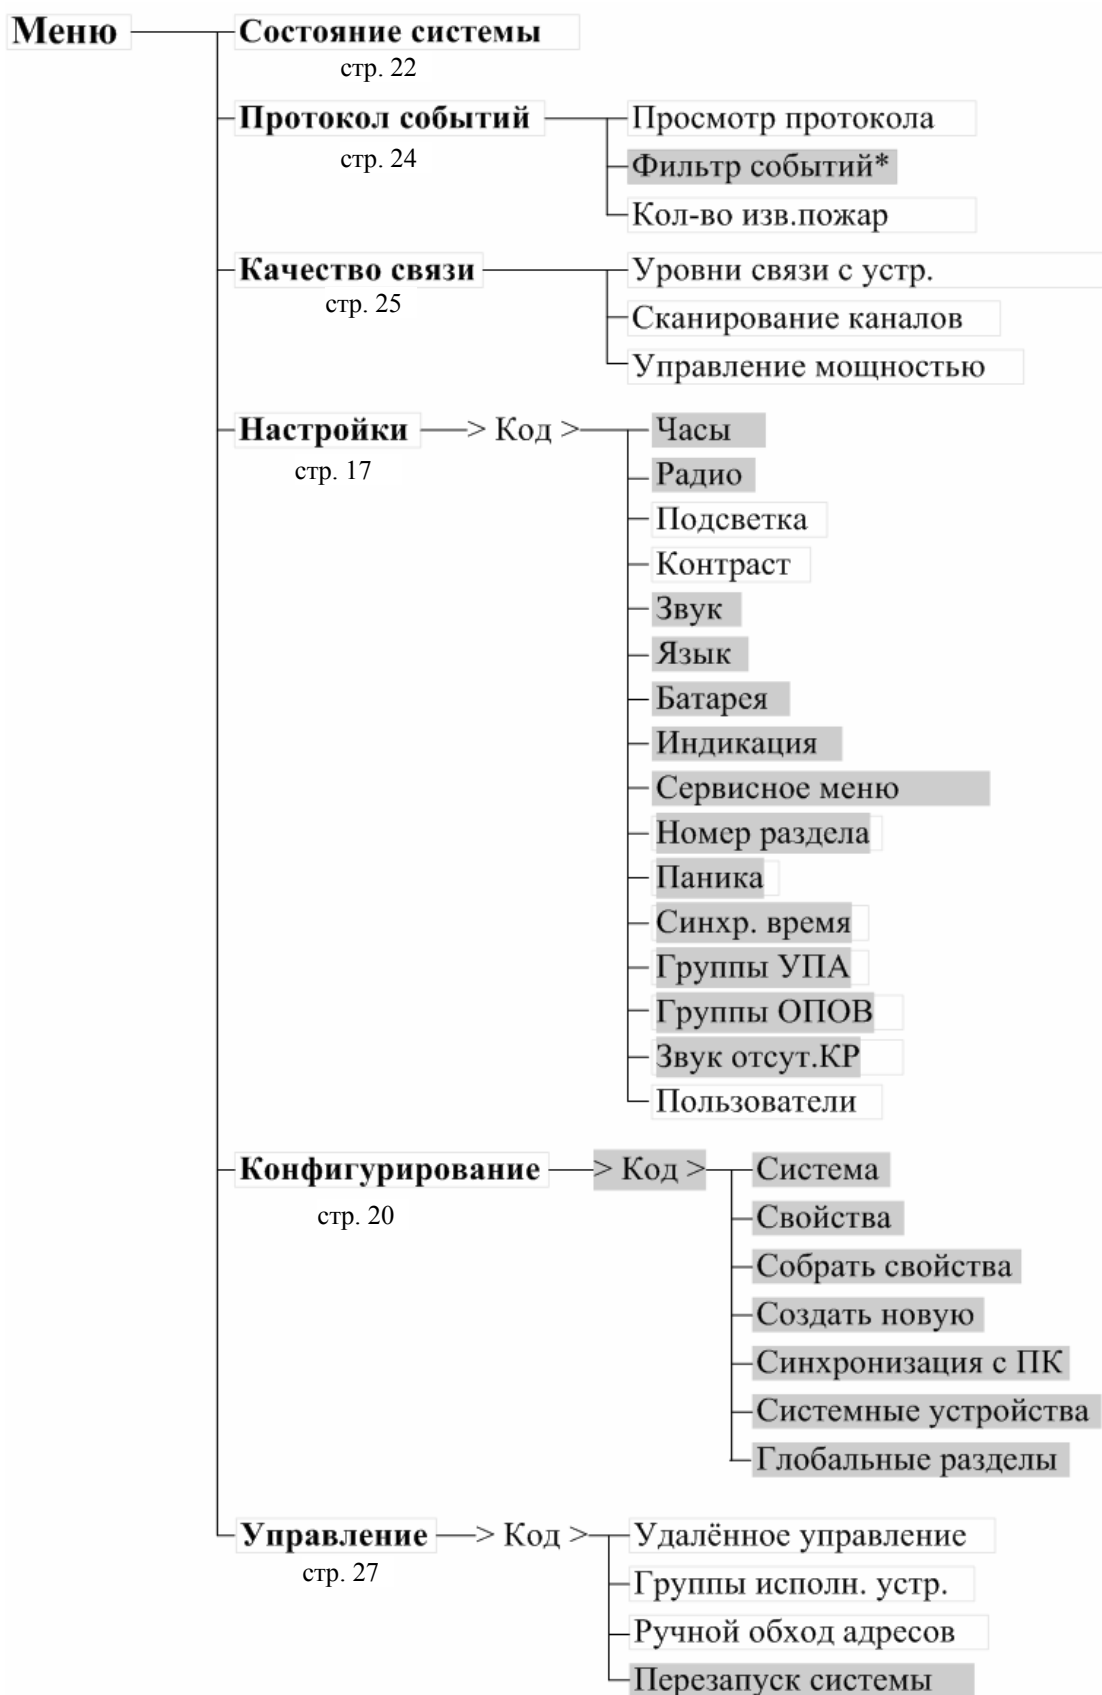 Меню
Состояние системы
стр. 22
Протокол событий
стр. 24
Просмотр протокола
Фильтр событий*
Кол-во изв.пожар
Качество связи
стр. 25
Уровни связи с устр.
Сканирование каналов
Управление мощностью
Настройки > Код >
стр. 17
Часы
Радио
Подсветка
Контраст
Звук
Язык
Батарея
Индикация
Сервисное меню
Номер раздела
Паника
Синхр. время
Группы УПА
Группы ОПОВ
Звук отсут.КР
Пользователи
Конфигурирование > Код >
стр. 20
Система
Свойства
Собрать свойства
Создать новую
Синхронизация с ПК
Системные устройства
Глобальные разделы
Управление > Код >
стр. 27
Удалённое управление
Группы исполн. устр.
Ручной обход адресов
Перезапуск системы